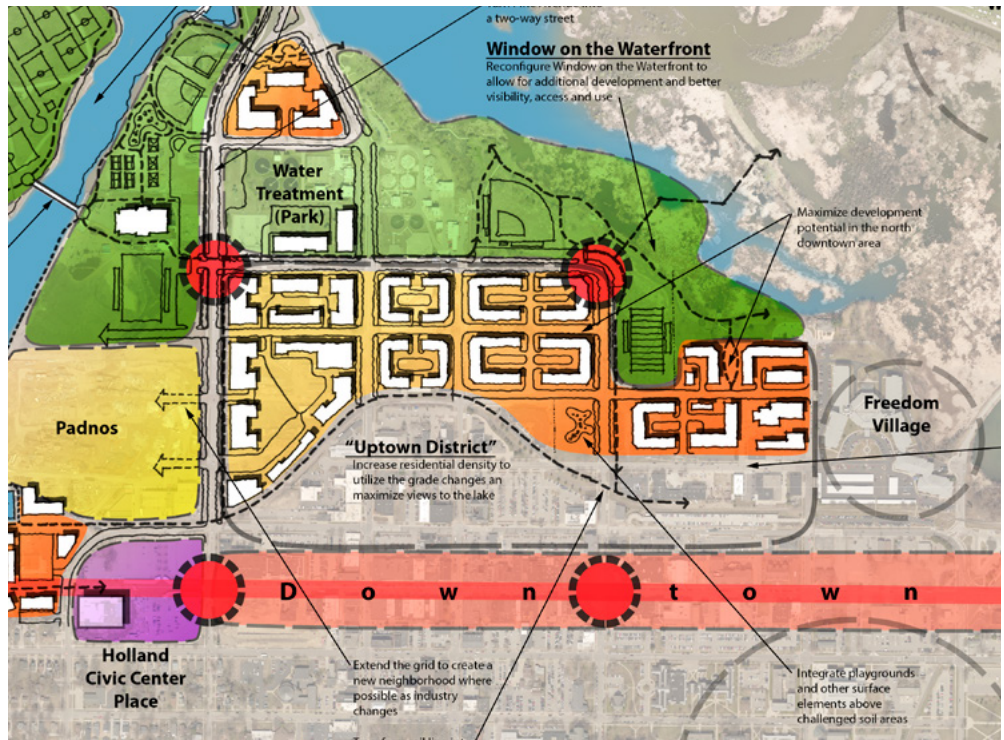 a two-way street
Window on the Waterfront
Reconfigure Window on the Waterfront to
allow for additional development and better
visibility, access and use
Water
Treatment
(Park)
Maximize development
potential in the north
downtown area
Padnos
Freedom
Village
"Uptown District"
Increase residential density to
utilize the grade changes an
maximize views to the lake
D o w n t o w n
Holland
Civic Center
Place
Extend the grid to create a
new neighborhood where
possible as industry
changes
Integrate playgrounds
and other surface
elements above
challenged soil areas